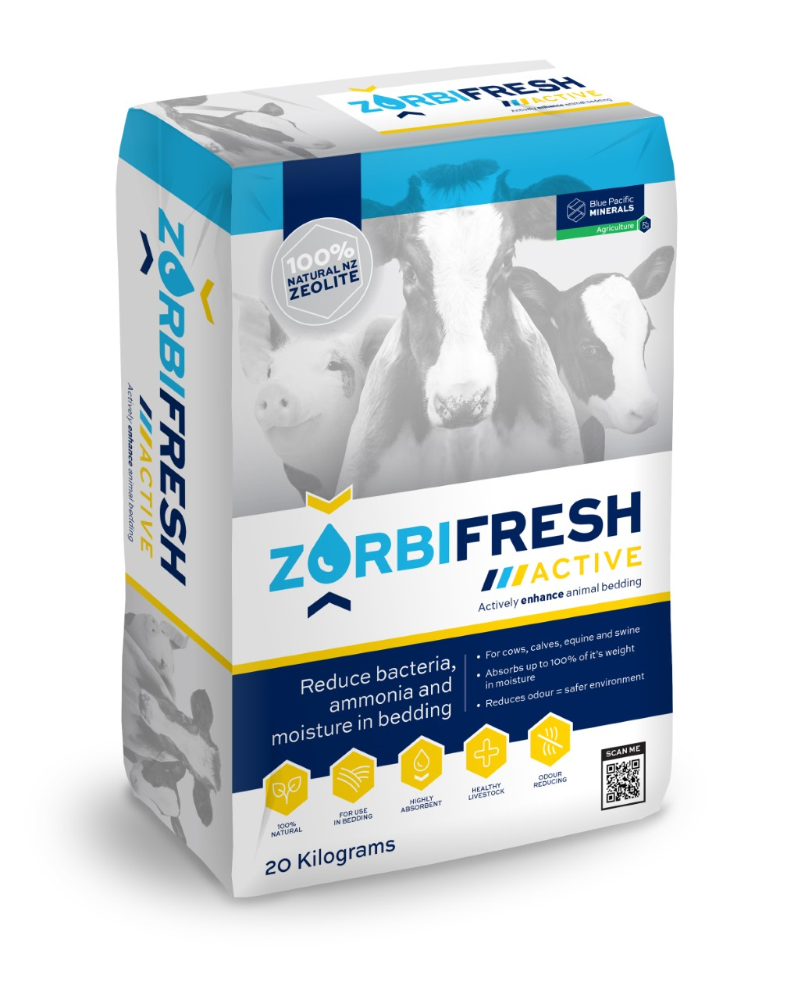 ZORBIFRESH
ACTIVE
Actively enhance animal bedding
ZORBIFRESH
ACTIVE
Actively enhance animal bedding
Blue Pacific
MINERALS
Agriculture
100%
NATURAL NZ
ZEOLITE
ZORBIFRESH
ACTIVE
Actively enhance animal bedding
Reduce bacteria,
ammonia and
moisture in bedding
• For cows, calves, equine and swine
• Absorbs up to 100% of it's weight
in moisture
• Reduces odour = safer environment
100%
NATURAL
FOR USE
IN BEDDING
HIGHLY
ABSORBENT
HEALTHY
LIVESTOCK
ODOUR
REDUCING
SCAN ME
20 Kilograms